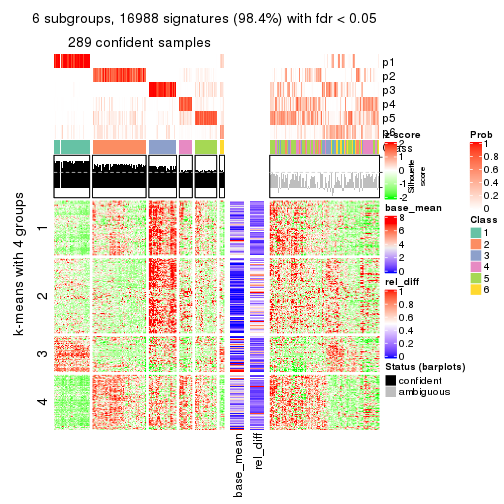 6 subgroups, 16988 signatures (98.4%) with fdr < 0.05
289 confident samples
p1
p2
p3
p4
p5
p6
Class
z-score
2
1
0
-1
-2
Silhouette
score
base_mean
8
6
4
2
0
rel_diff
1
0.8
0.6
0.4
0.2
0
Status (barplots)
confident
ambiguous
Prob
1
0.8
0.6
0.4
0.2
0
Class
1
2
3
4
5
6
k-means with 4 groups
1
2
3
4
base_mean
rel_diff